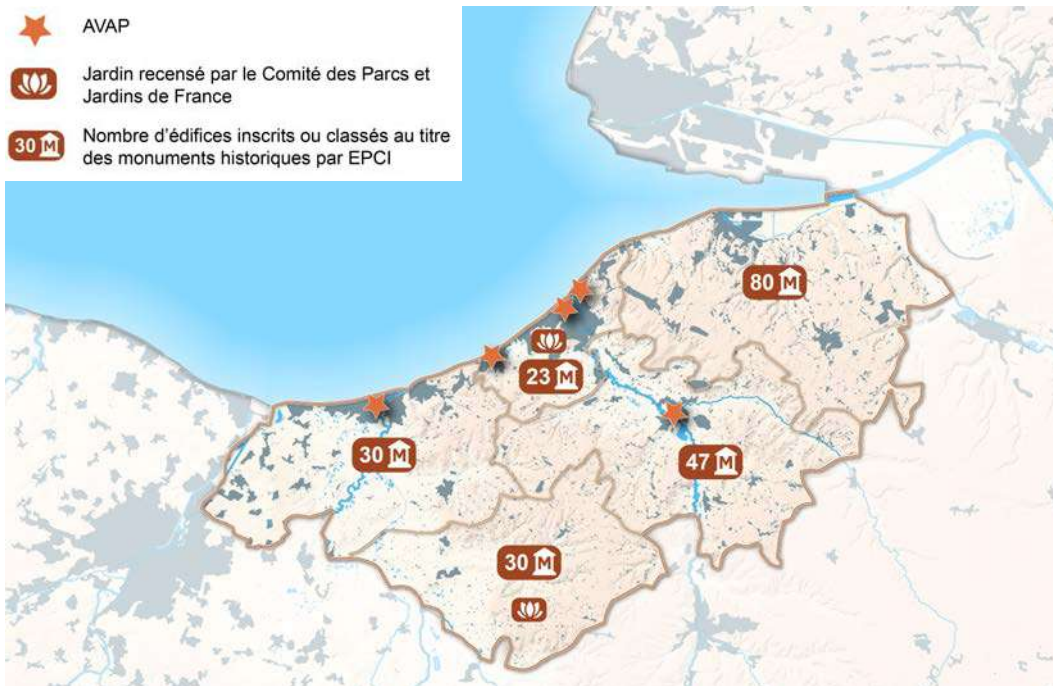 AVAP
Jardin recensé par le Comité des Parcs et
Jardins de France
30 M
Nombre d'édifices inscrits ou classés au titre
des monuments historiques par EPCI
80 M
23 M
30 M
47 M
30 M